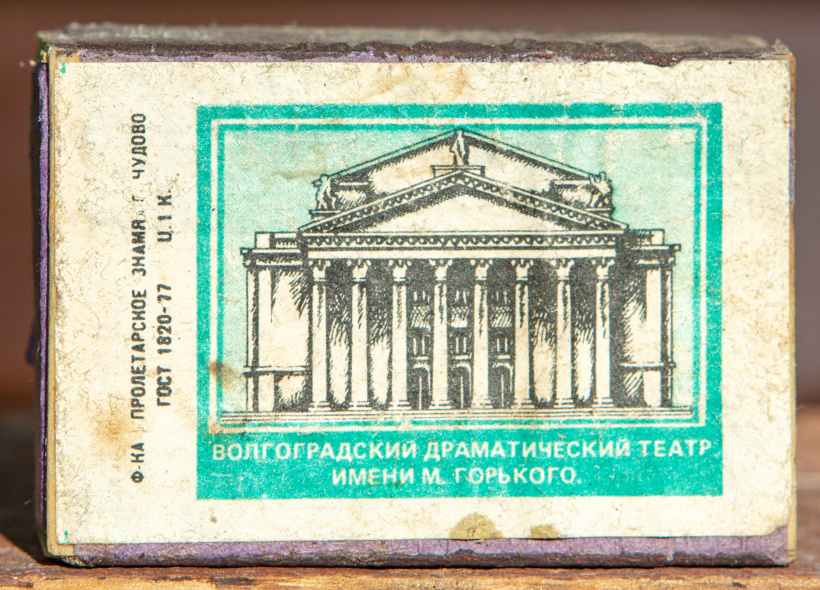 Ф-КА „ПРОЛЕТАРСКОЕ ЗНАМЯ„ Г. ЧУДОВО
ГОСТ 1820-77 Ц.1 К.
ВОЛГОГРАДСКИЙ ДРАМАТИЧЕСКИЙ ТЕАТР
ИМЕНИ М. ГОРЬКОГО.